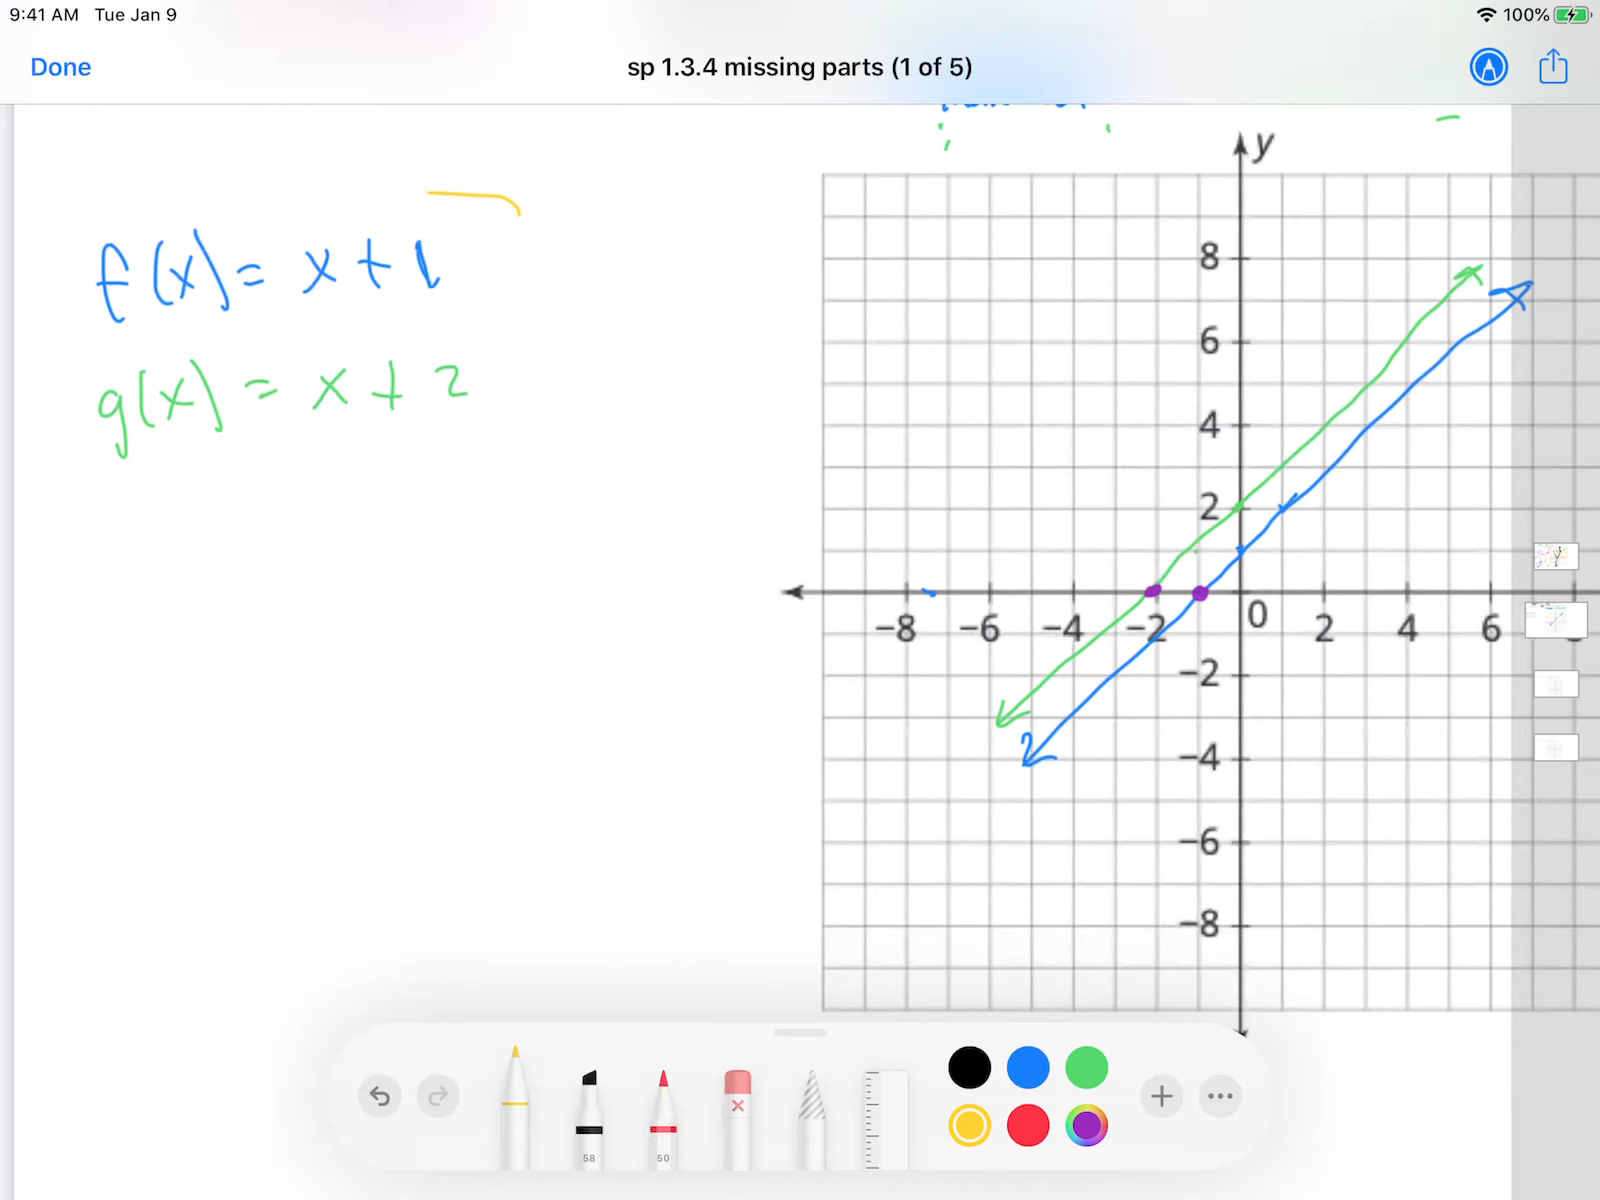 9:41 AM Tue Jan 9
100%
Done
sp 1.3.4 missing parts (1 of 5)
y
f(x)= x+1
g(x)= x+2
8
6
4
2
-8 -6 -4 -2 0 2 4 6
-2
-4
-6
-8
58 50